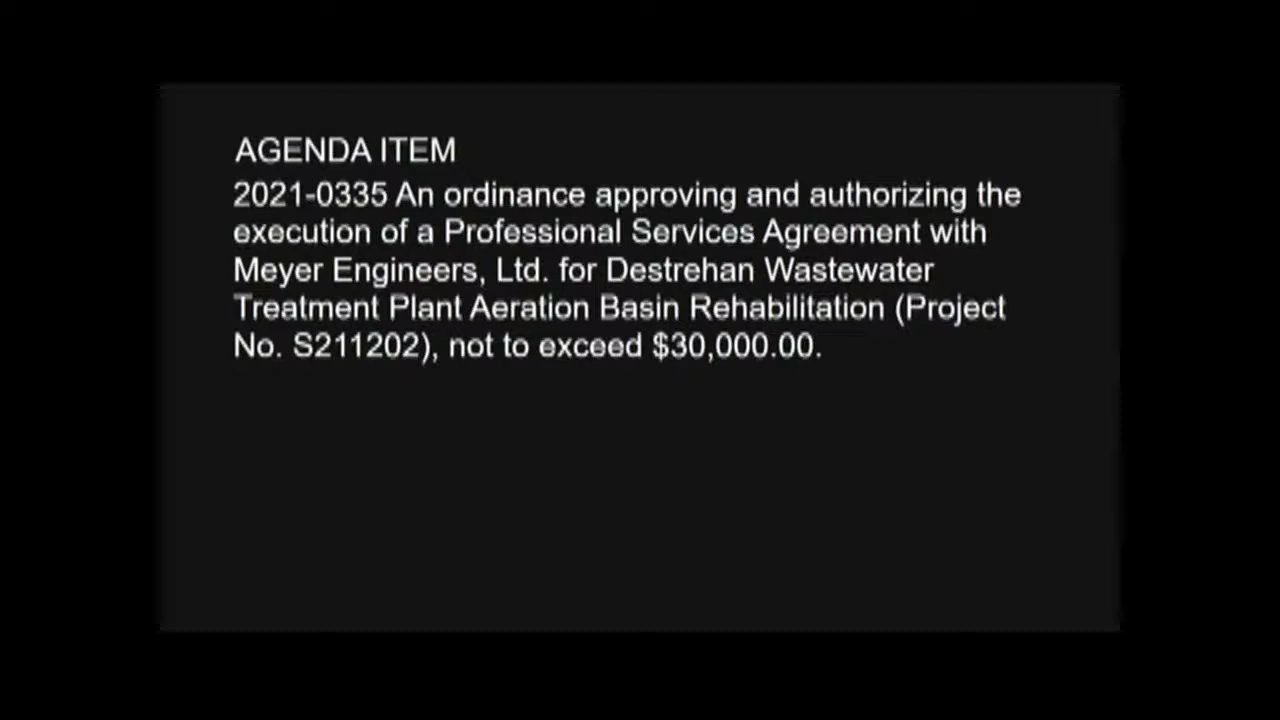 AGENDA ITEM
2021-0335 An ordinance approving and authorizing the
execution of a Professional Services Agreement with
Meyer Engineers, Ltd. for Destrehan Wastewater
Treatment Plant Aeration Basin Rehabilitation (Project
No. S211202), not to exceed $30,000.00.